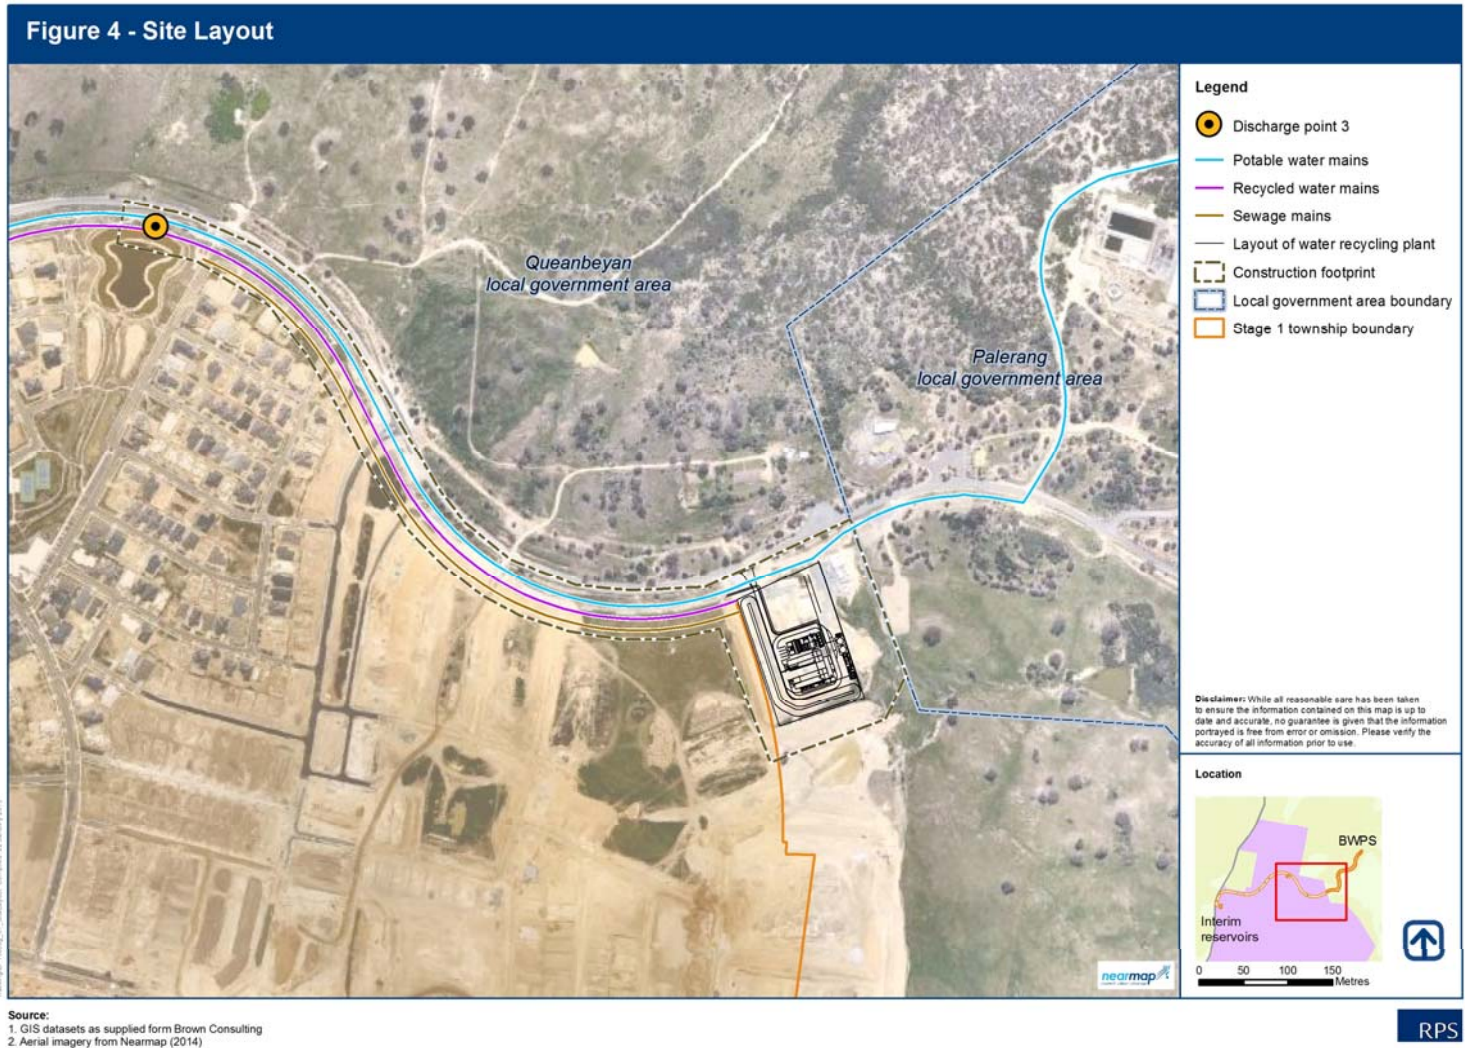 Figure 4 - Site Layout
Queanbeyan
local government area
Palerang
local government area
nearmap
Legend
Discharge point 3
Potable water mains
Recycled water mains
Sewage mains
Layout of water recycling plant
Construction footprint
Local government area boundary
Stage 1 township boundary
Disclaimer: While all reasonable care has been taken
to ensure the information contained on this map is up to
date and accurate, no guarantee is given that the information
portrayed is free from error or omission. Please verify the
accuracy of all information prior to use.
Location
BWPS
Interim
reservoirs
0 50 100 150
Metres
Source:
1. GIS datasets as supplied form Brown Consulting
2. Aerial imagery from Nearmap (2014)
RPS